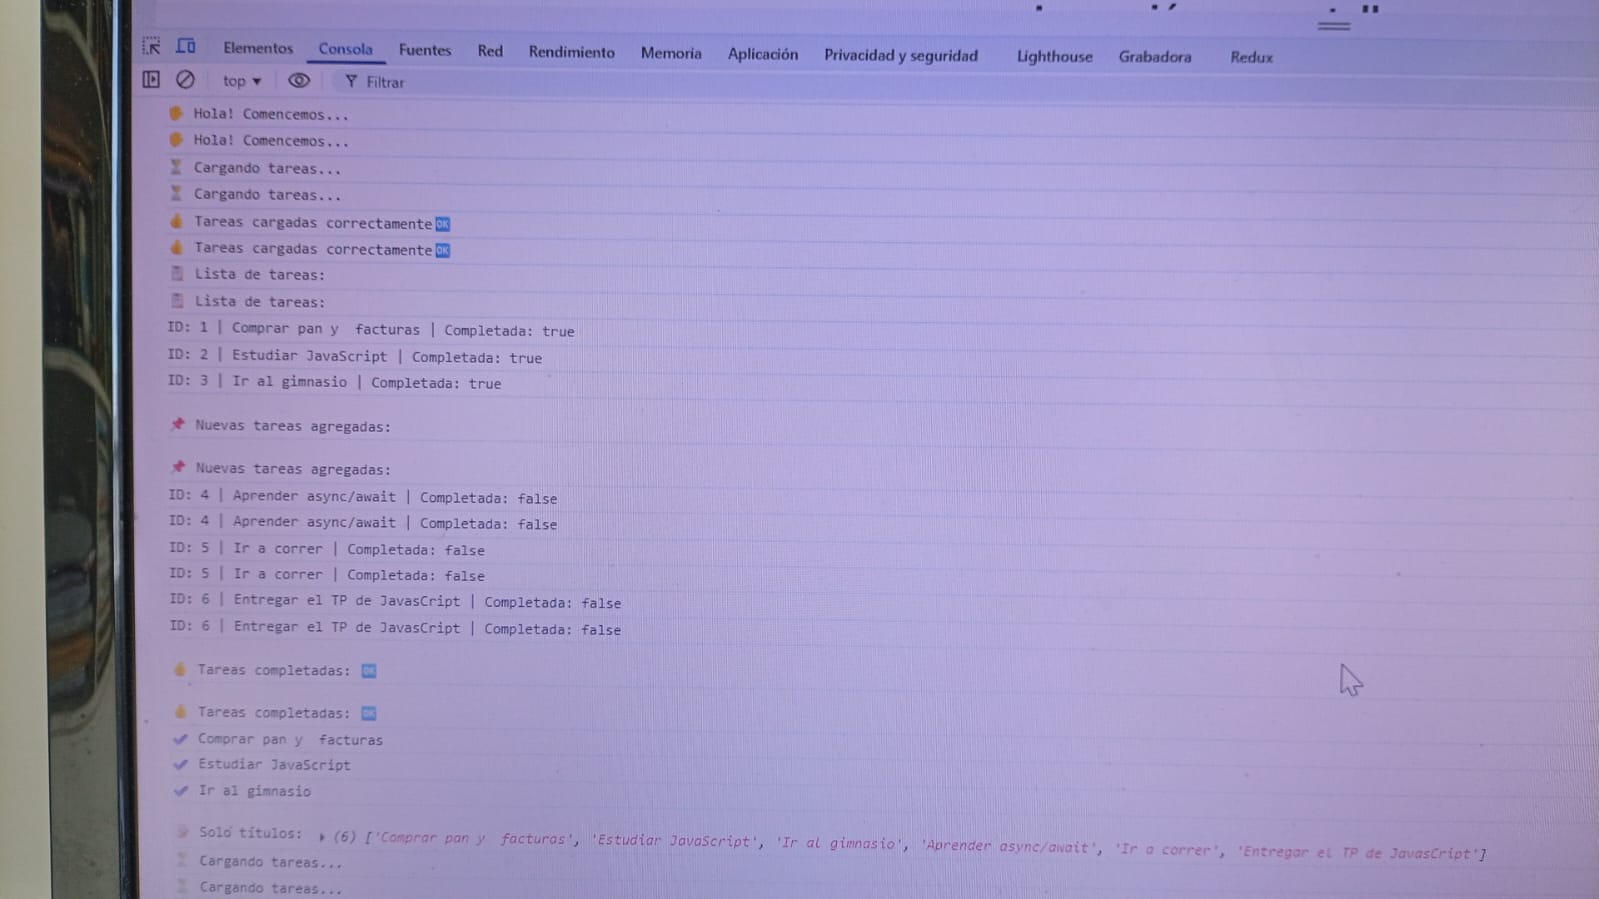 Elementos Consola Fuentes Red Rendimiento Memoria Aplicación Privacidad y seguridad Lighthouse Grabadora Redux
top Filtrar
Hola! Comencemos...
Hola! Comencemos...
Cargando tareas...
Cargando tareas...
Tareas cargadas correctamente🆗
Tareas cargadas correctamente🆗
Lista de tareas:
Lista de tareas:
ID: 1 | Comprar pan y  facturas | Completada: true
ID: 2 | Estudiar JavaScript | Completada: true
ID: 3 | Ir al gimnasio | Completada: true
📌 Nuevas tareas agregadas:
📌 Nuevas tareas agregadas:
ID: 4 | Aprender async/await | Completada: false
ID: 4 | Aprender async/await | Completada: false
ID: 5 | Ir a correr | Completada: false
ID: 5 | Ir a correr | Completada: false
ID: 6 | Entregar el TP de JavasCript | Completada: false
ID: 6 | Entregar el TP de JavasCript | Completada: false
Tareas completadas: 🆗
Tareas completadas: 🆗
✔ Comprar pan y  facturas
✔ Estudiar JavaScript
✔ Ir al gimnasio
Solo títulos: ▸ (6) ['Comprar pan y  facturas', 'Estudiar JavaScript', 'Ir al gimnasio', 'Aprender async/await', 'Ir a correr', 'Entregar el TP de JavasCript']
Cargando tareas...
Cargando tareas...